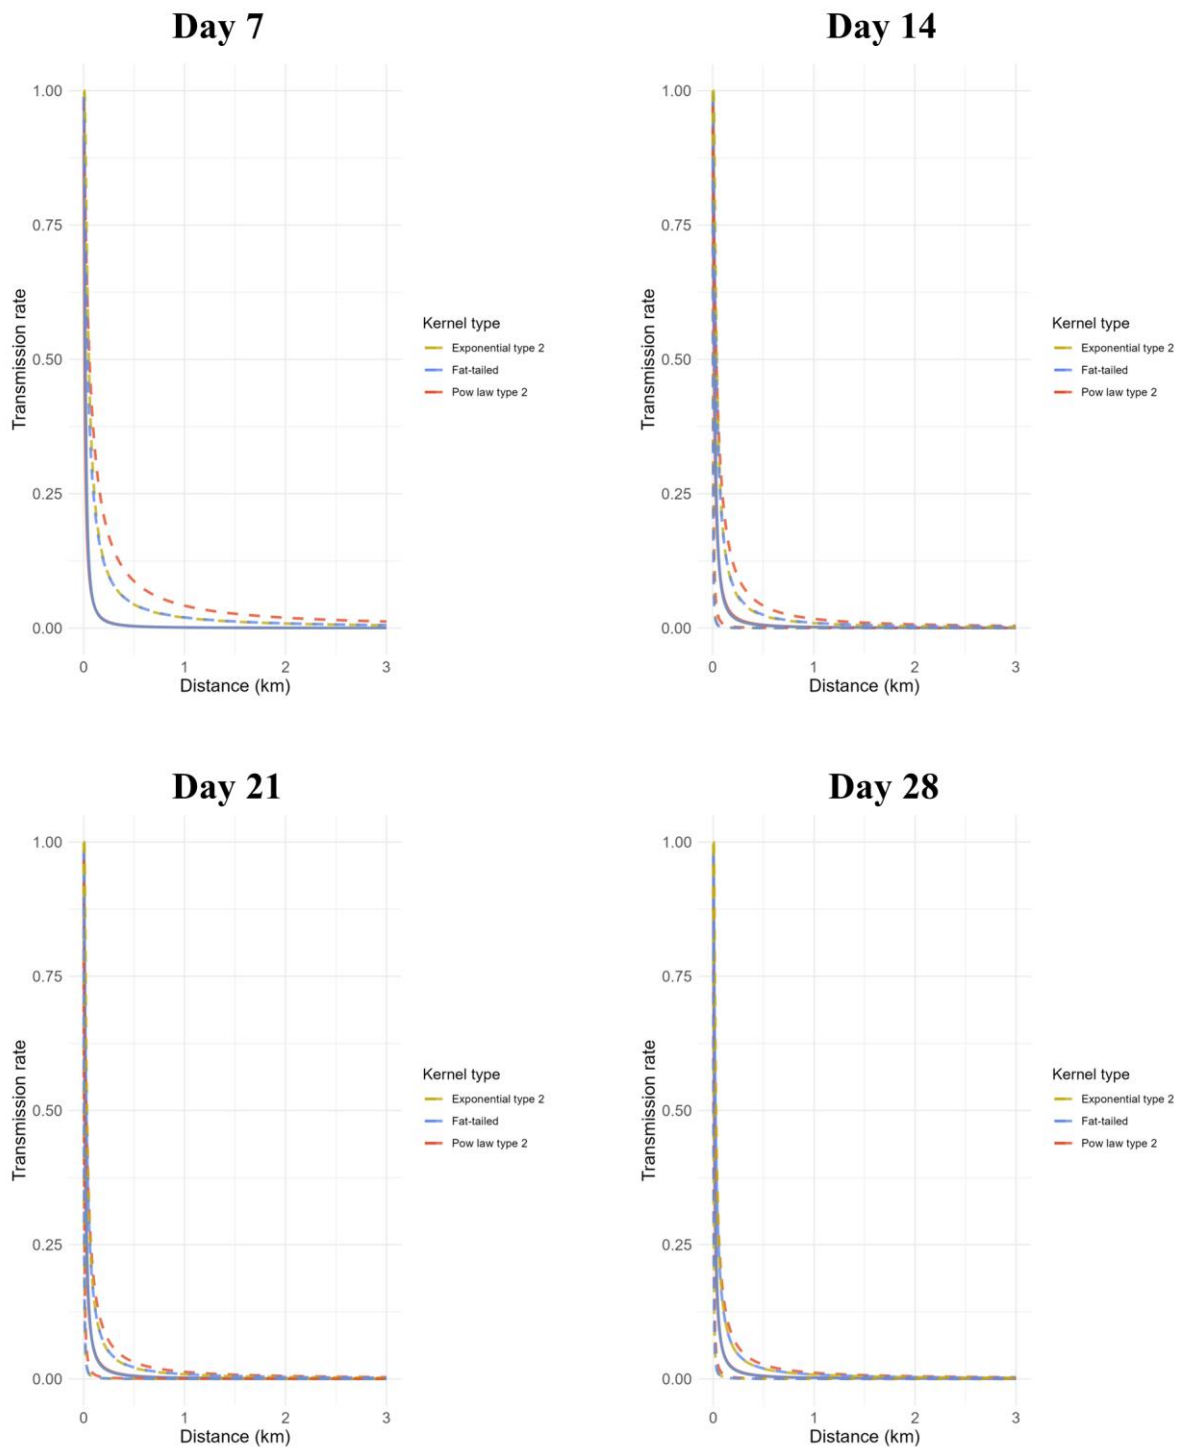 Day 7
1.00
0.75
0.50
0.25
0.00
Transmission rate
0 1 2 3
Distance (km)
Kernel type
Exponential type 2
Fat-tailed
Pow law type 2
Day 14
1.00
0.75
0.50
0.25
0.00
Transmission rate
0 1 2 3
Distance (km)
Kernel type
Exponential type 2
Fat-tailed
Pow law type 2
Day 21
1.00
0.75
0.50
0.25
0.00
Transmission rate
0 1 2 3
Distance (km)
Kernel type
Exponential type 2
Fat-tailed
Pow law type 2
Day 28
1.00
0.75
0.50
0.25
0.00
Transmission rate
0 1 2 3
Distance (km)
Kernel type
Exponential type 2
Fat-tailed
Pow law type 2